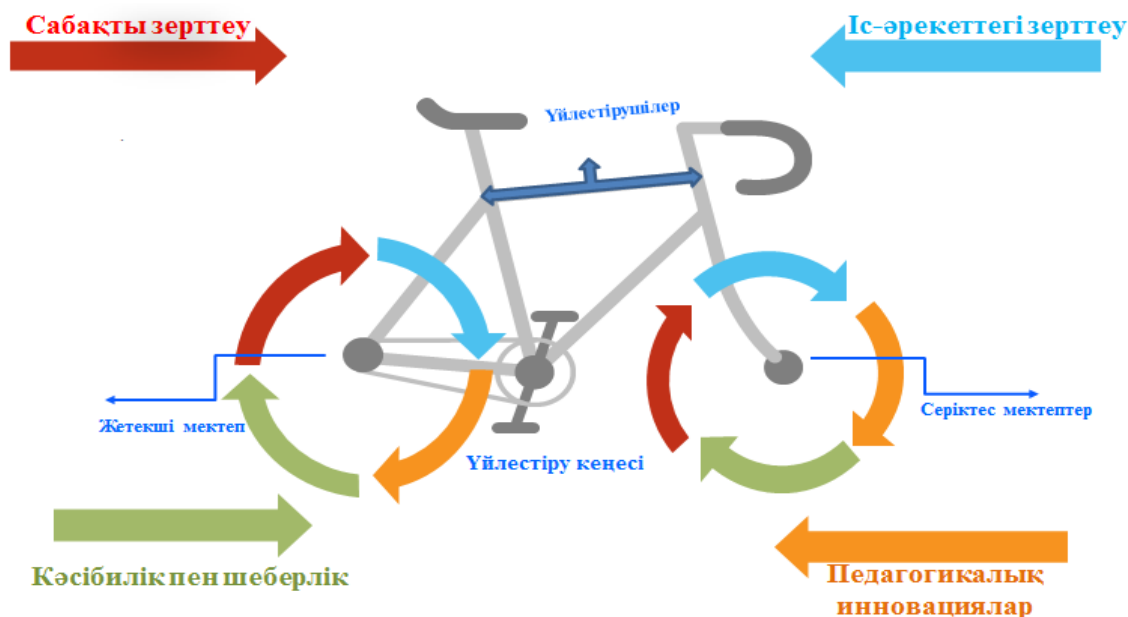 Сабақты зерттеу
Іс-әрекеттегі зерттеу
Үйлестірушілер
Жетекші мектеп
Серіктес мектептер
Үйлестіру кеңесі
Кәсібилік пен шеберлік
Педагогикалық
инновациялар